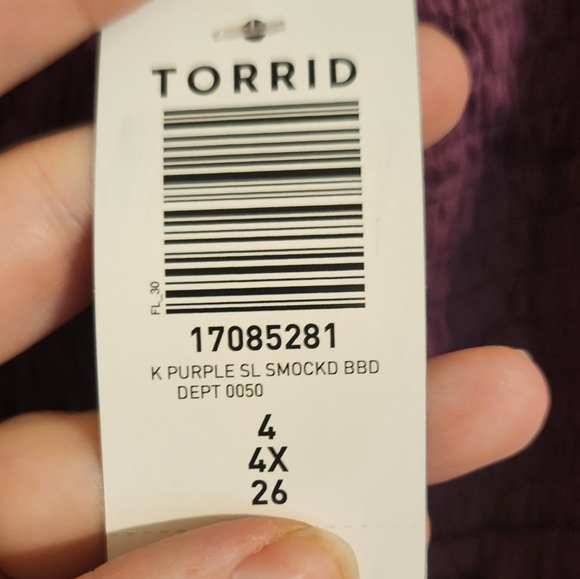 TORRID
FL_30
17085281
K PURPLE SL SMOCKD BBD
DEPT 0050
4
4X
26